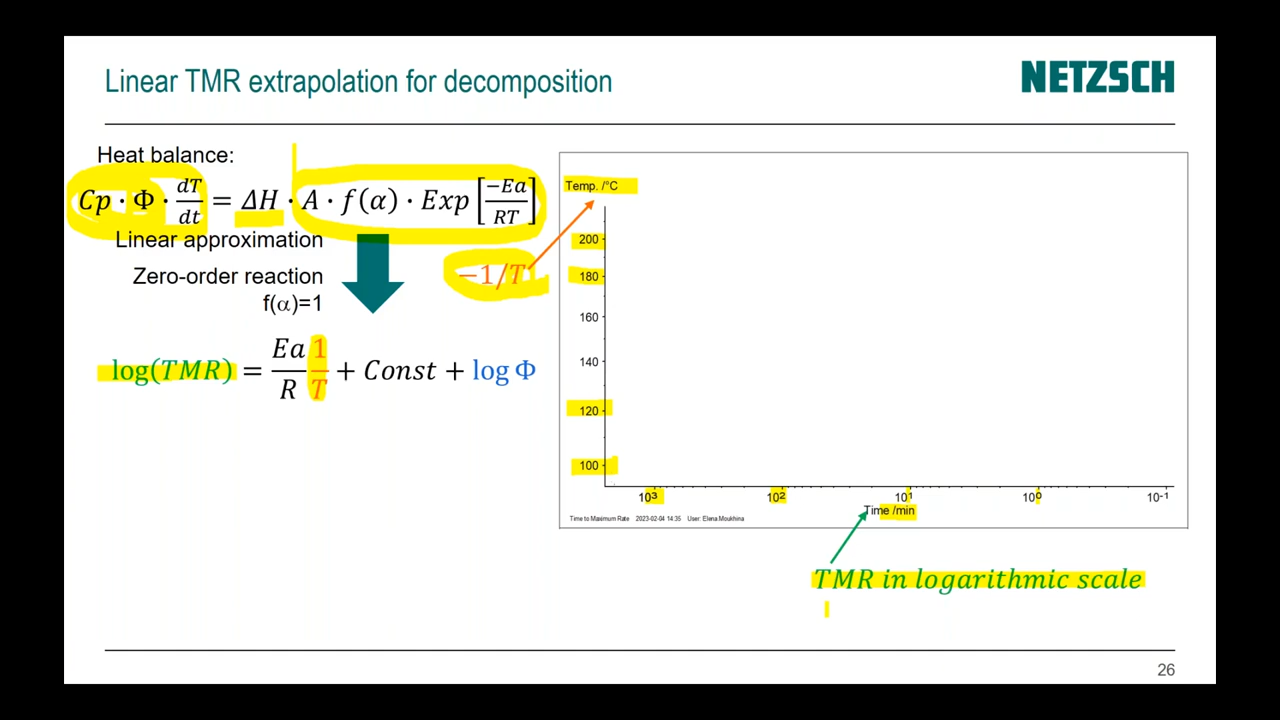 Linear TMR extrapolation for decomposition
NETZSCH
Heat balance:
Cp · Φ · dT/dt = ΔH · A · f(α) · Exp [−Ea/RT]
Linear approximation
Zero-order reaction
f(α)=1
−1/T
log(TMR) = Ea/R 1/T + Const + log Φ
Temp. /°C
200
180
160
140
120
100
10³ 10² 10¹ 10⁰ 10-1
Time /min
Time to Maximum Rate 2023-02-04 14:35 User: Elena.Moukhina
TMR in logarithmic scale
26